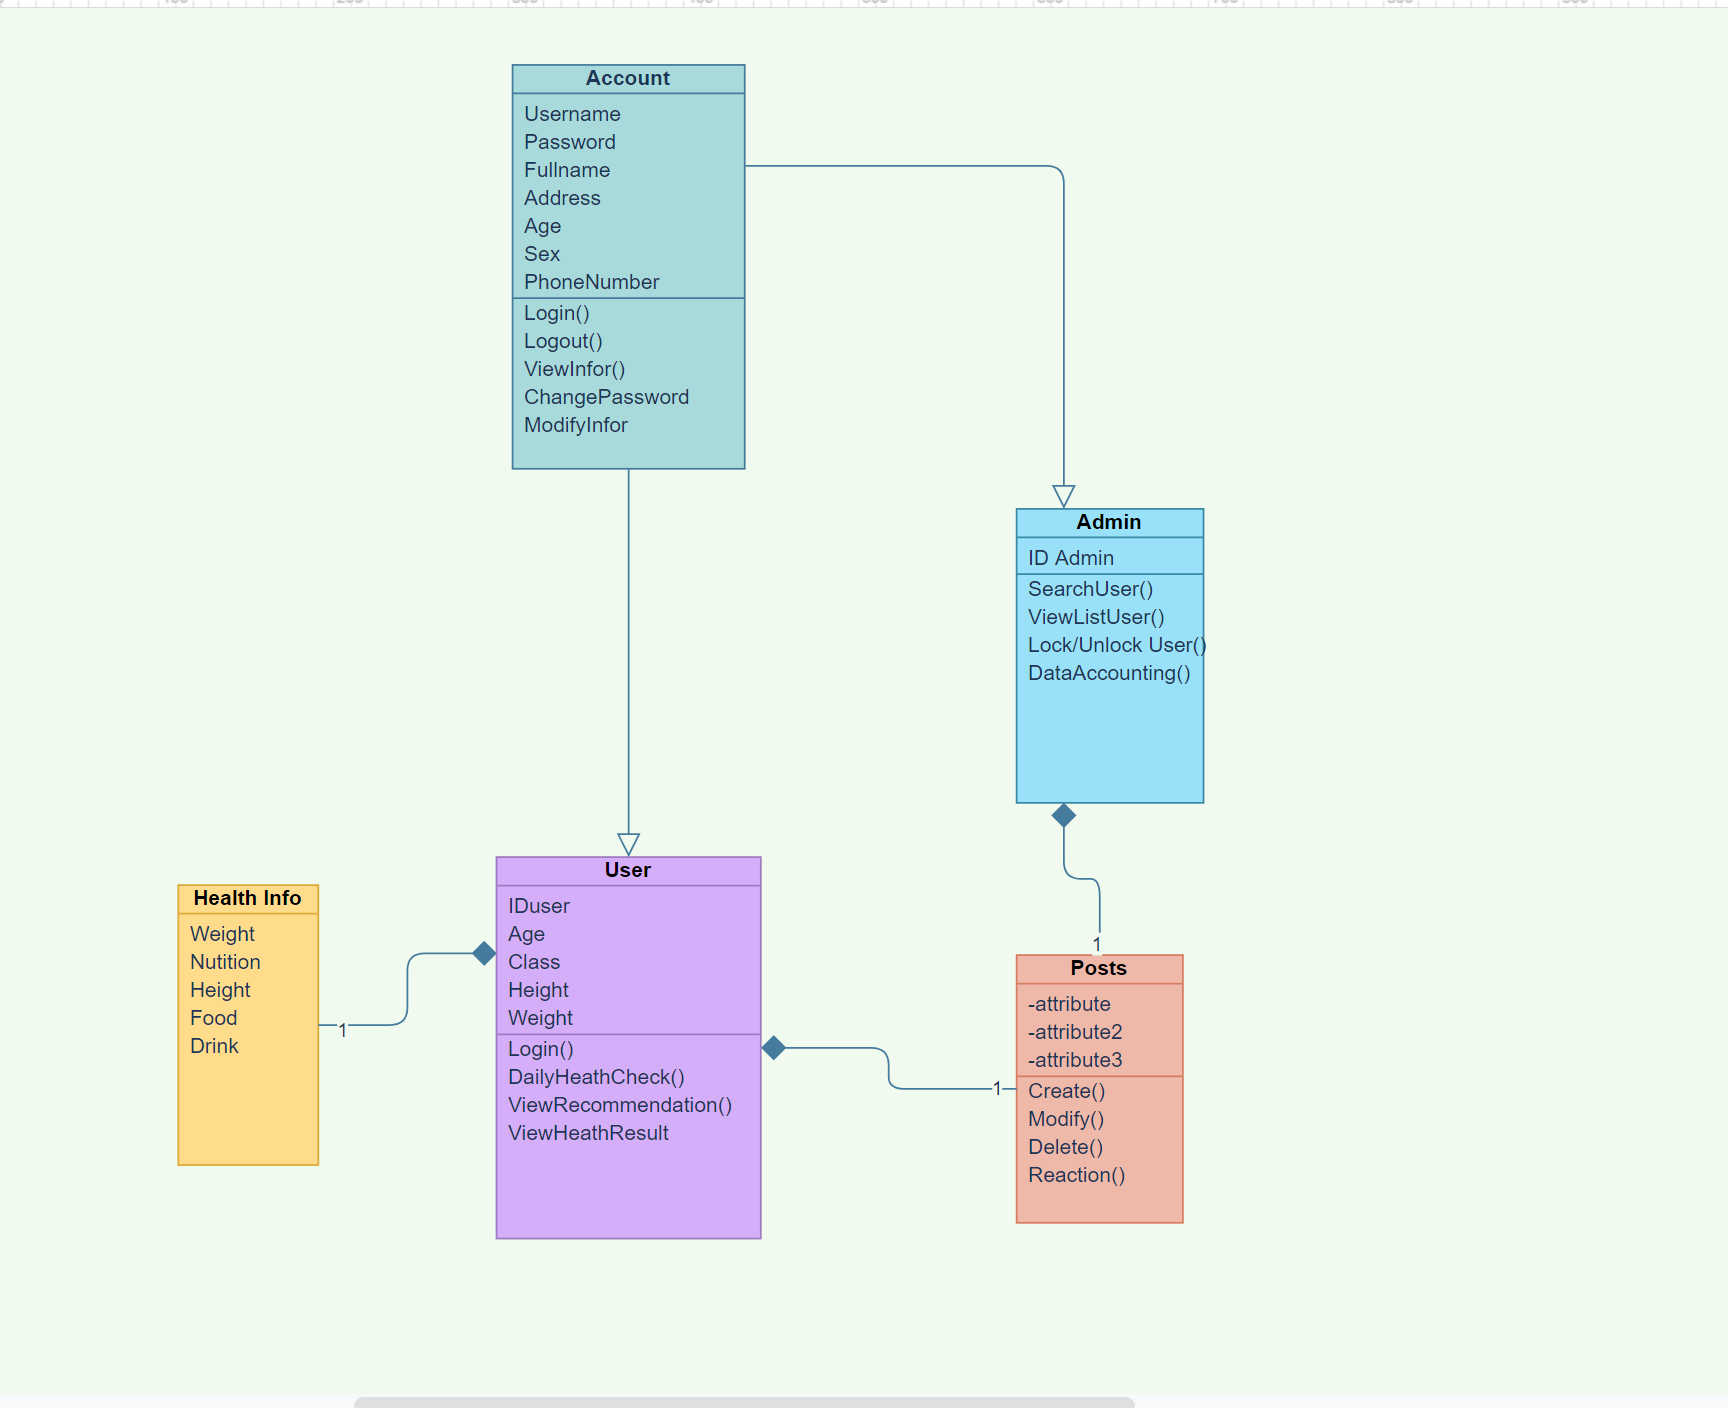 Account
Username
Password
Fullname
Address
Age
Sex
PhoneNumber
Login()
Logout()
ViewInfor()
ChangePassword
ModifyInfor
Admin
ID Admin
SearchUser()
ViewListUser()
Lock/Unlock User()
DataAccounting()
Health Info
Weight
Nutition
Height
Food
Drink
1
User
IDuser
Age
Class
Height
Weight
Login()
DailyHeathCheck()
ViewRecommendation()
ViewHeathResult
1
1
Posts
-attribute
-attribute2
-attribute3
Create()
Modify()
Delete()
Reaction()